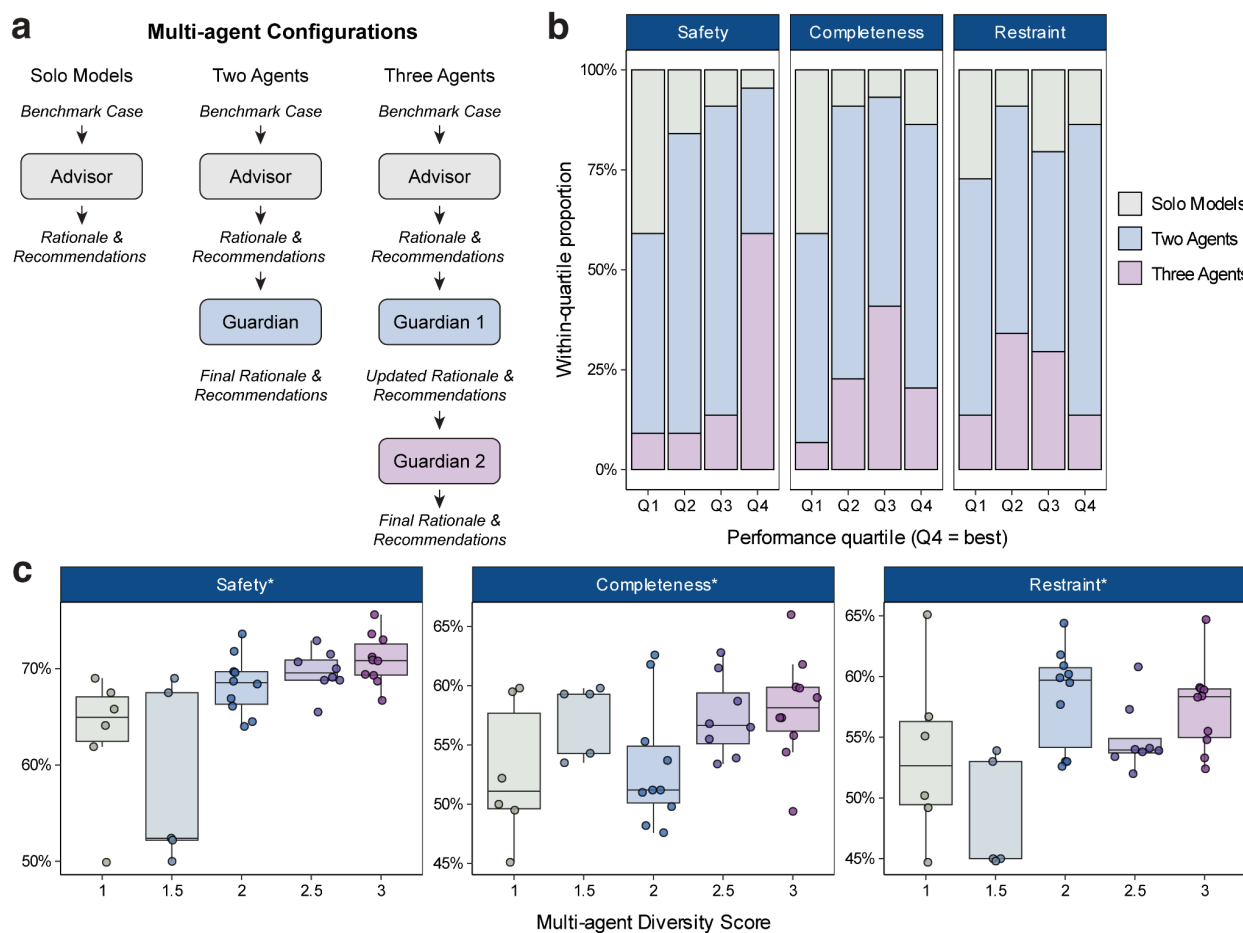 a
Multi-agent Configurations
Solo Models
Two Agents
Three Agents
Benchmark Case
Benchmark Case
Benchmark Case
Advisor
Advisor
Advisor
Rationale &
Recommendations
Rationale &
Recommendations
Rationale &
Recommendations
Guardian
Guardian 1
Final Rationale &
Recommendations
Updated Rationale &
Recommendations
Guardian 2
Final Rationale &
Recommendations
b
Safety
Completeness
Restraint
Within-quartile proportion
100%
75%
50%
25%
0%
Q1 Q2 Q3 Q4
Q1 Q2 Q3 Q4
Q1 Q2 Q3 Q4
Performance quartile (Q4 = best)
Solo Models
Two Agents
Three Agents
c
Safety*
70%
60%
50%
1 1.5 2 2.5 3
Completeness*
65%
60%
55%
50%
45%
1 1.5 2 2.5 3
Restraint*
65%
60%
55%
50%
45%
1 1.5 2 2.5 3
Multi-agent Diversity Score